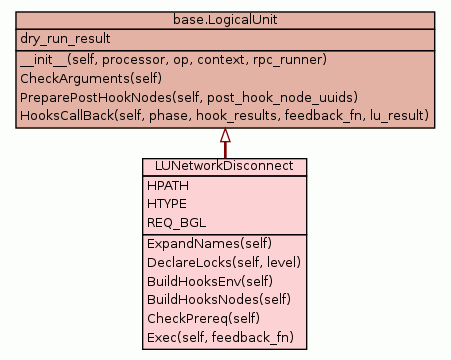 base.LogicalUnit
dry_run_result
__init__(self, processor, op, context, rpc_runner)
CheckArguments(self)
PreparePostHookNodes(self, post_hook_node_uuids)
HooksCallBack(self, phase, hook_results, feedback_fn, lu_result)
LUNetworkDisconnect
HPATH
HTYPE
REQ_BGL
ExpandNames(self)
DeclareLocks(self, level)
BuildHooksEnv(self)
BuildHooksNodes(self)
CheckPrereq(self)
Exec(self, feedback_fn)